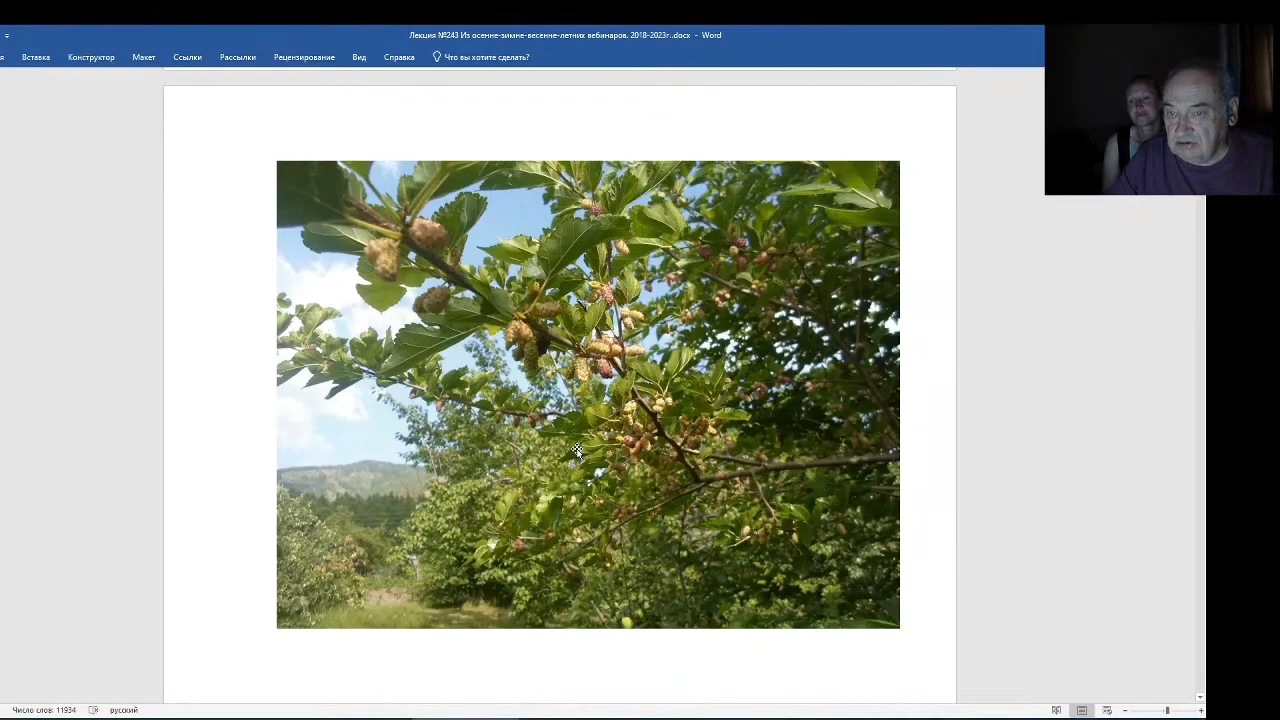 Лекция №243 Из осенне-зимне-весенне-летних вебинаров. 2018-2023г..docx - Word
я Вставка Конструктор Макет Ссылки Рассылки Рецензирование Вид Справка Что вы хотите сделать?
Число слов: 11934 русский